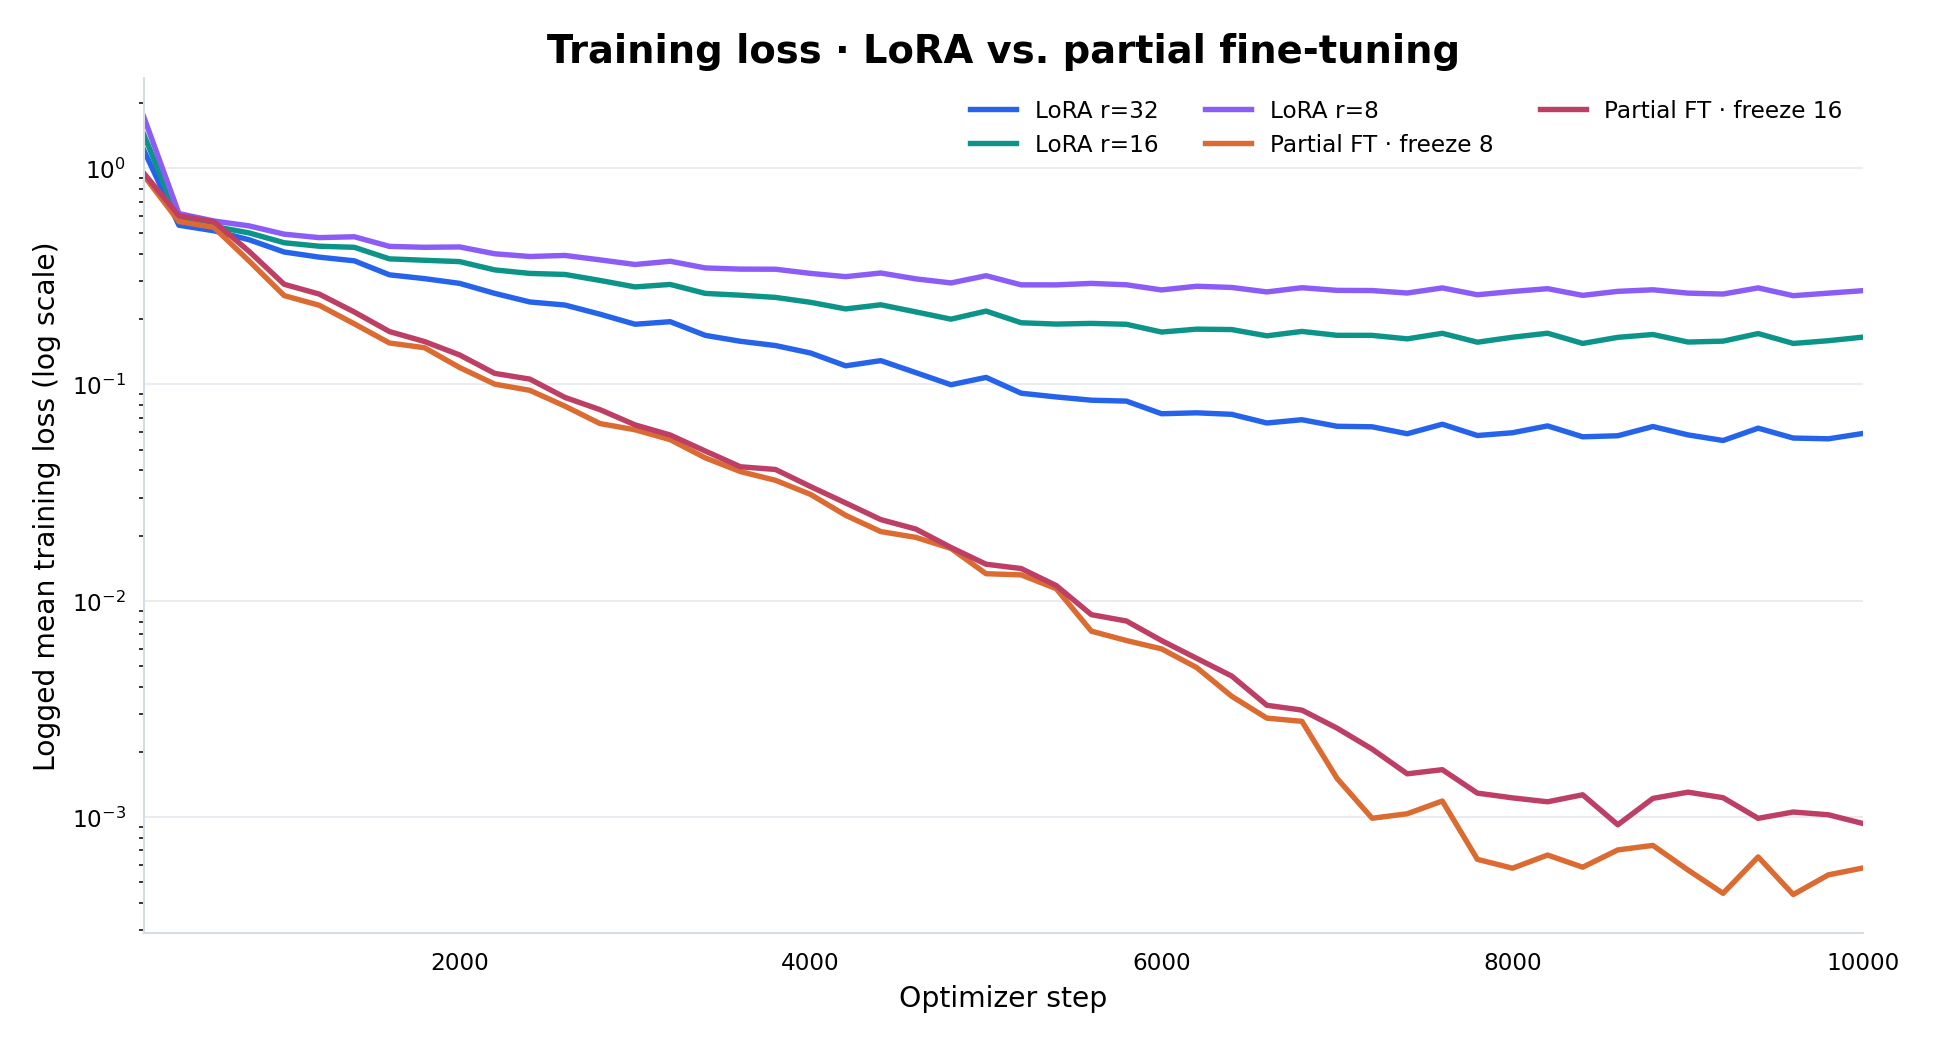 Training loss · LoRA vs. partial fine-tuning
LoRA r=32
LoRA r=16
LoRA r=8
Partial FT · freeze 8
Partial FT · freeze 16
Logged mean training loss (log scale)
10⁰
10⁻¹
10⁻²
10⁻³
2000
4000
6000
8000
10000
Optimizer step